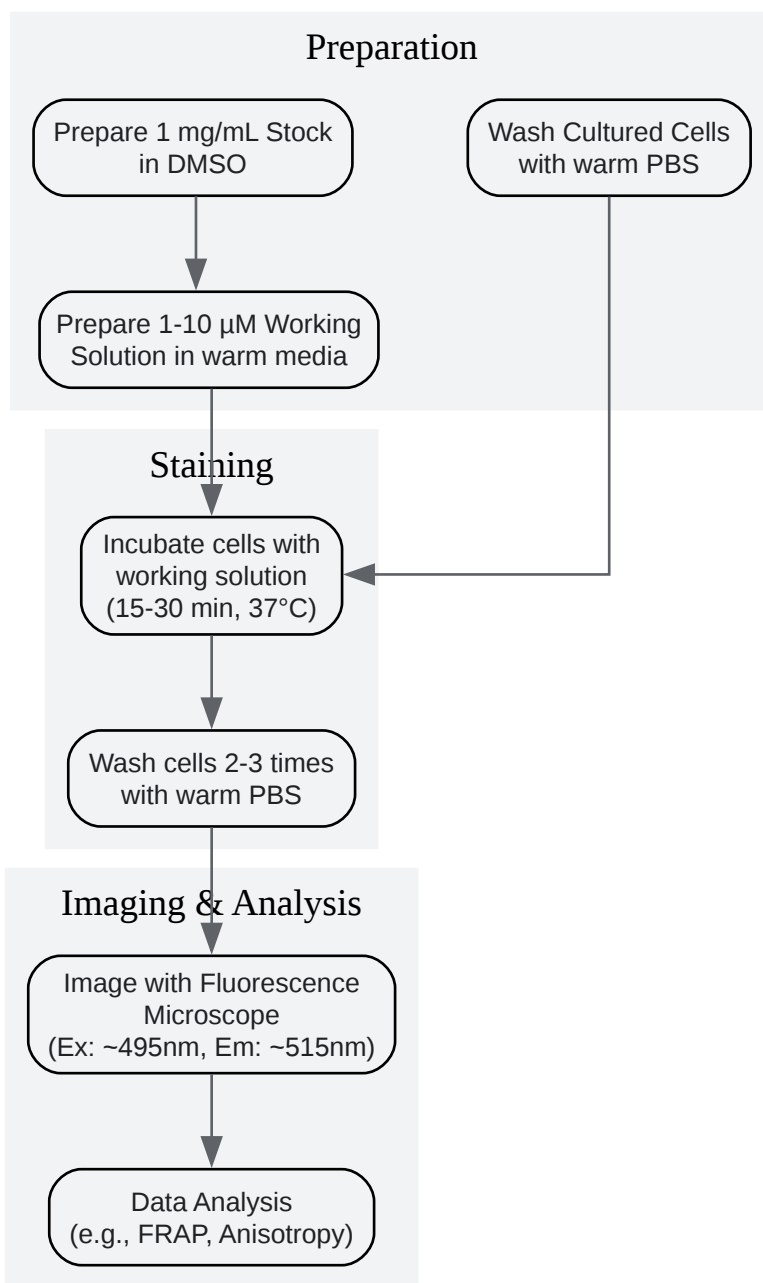 Preparation
Prepare 1 mg/mL Stock
in DMSO
Wash Cultured Cells
with warm PBS
Prepare 1-10 µM Working
Solution in warm media
Staining
Incubate cells with
working solution
(15-30 min, 37°C)
Wash cells 2-3 times
with warm PBS
Imaging & Analysis
Image with Fluorescence
Microscope
(Ex: ~495nm, Em: ~515nm)
Data Analysis
(e.g., FRAP, Anisotropy)